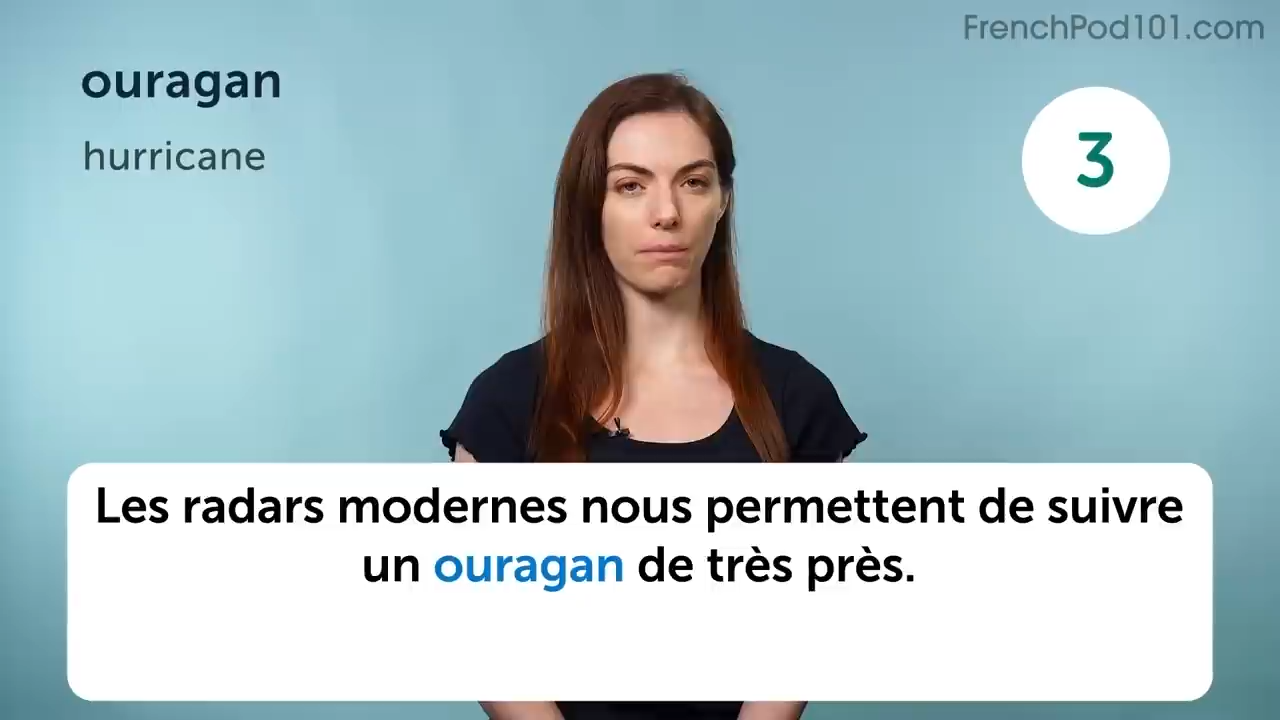 FrenchPod101.com
ouragan
hurricane
3
Les radars modernes nous permettent de suivre
un ouragan de très près.